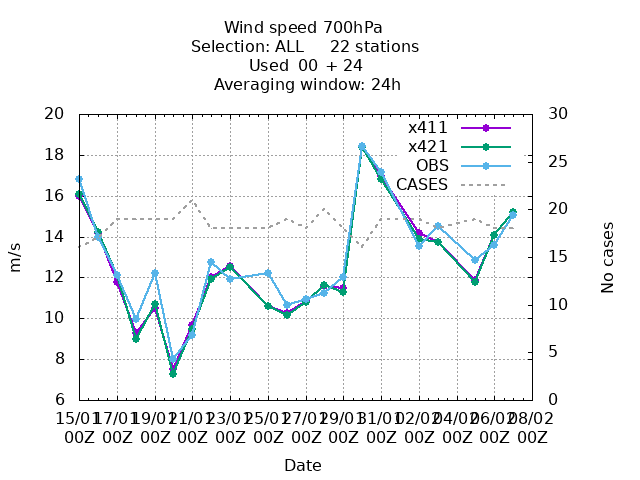 Wind speed 700hPa
Selection: ALL 22 stations
Used 00 + 24
Averaging window: 24h
20 30
x411
x421
OBS
CASES
18 25
16 20
14 15
12
10 10
8 5
6 0
m/s
No cases
15/01 17/01 19/01 21/01 23/01 25/01 27/01 29/01 31/01 02/02 04/02 06/02 08/02
00Z 00Z 00Z 00Z 00Z 00Z 00Z 00Z 00Z 00Z 00Z 00Z 00Z
Date